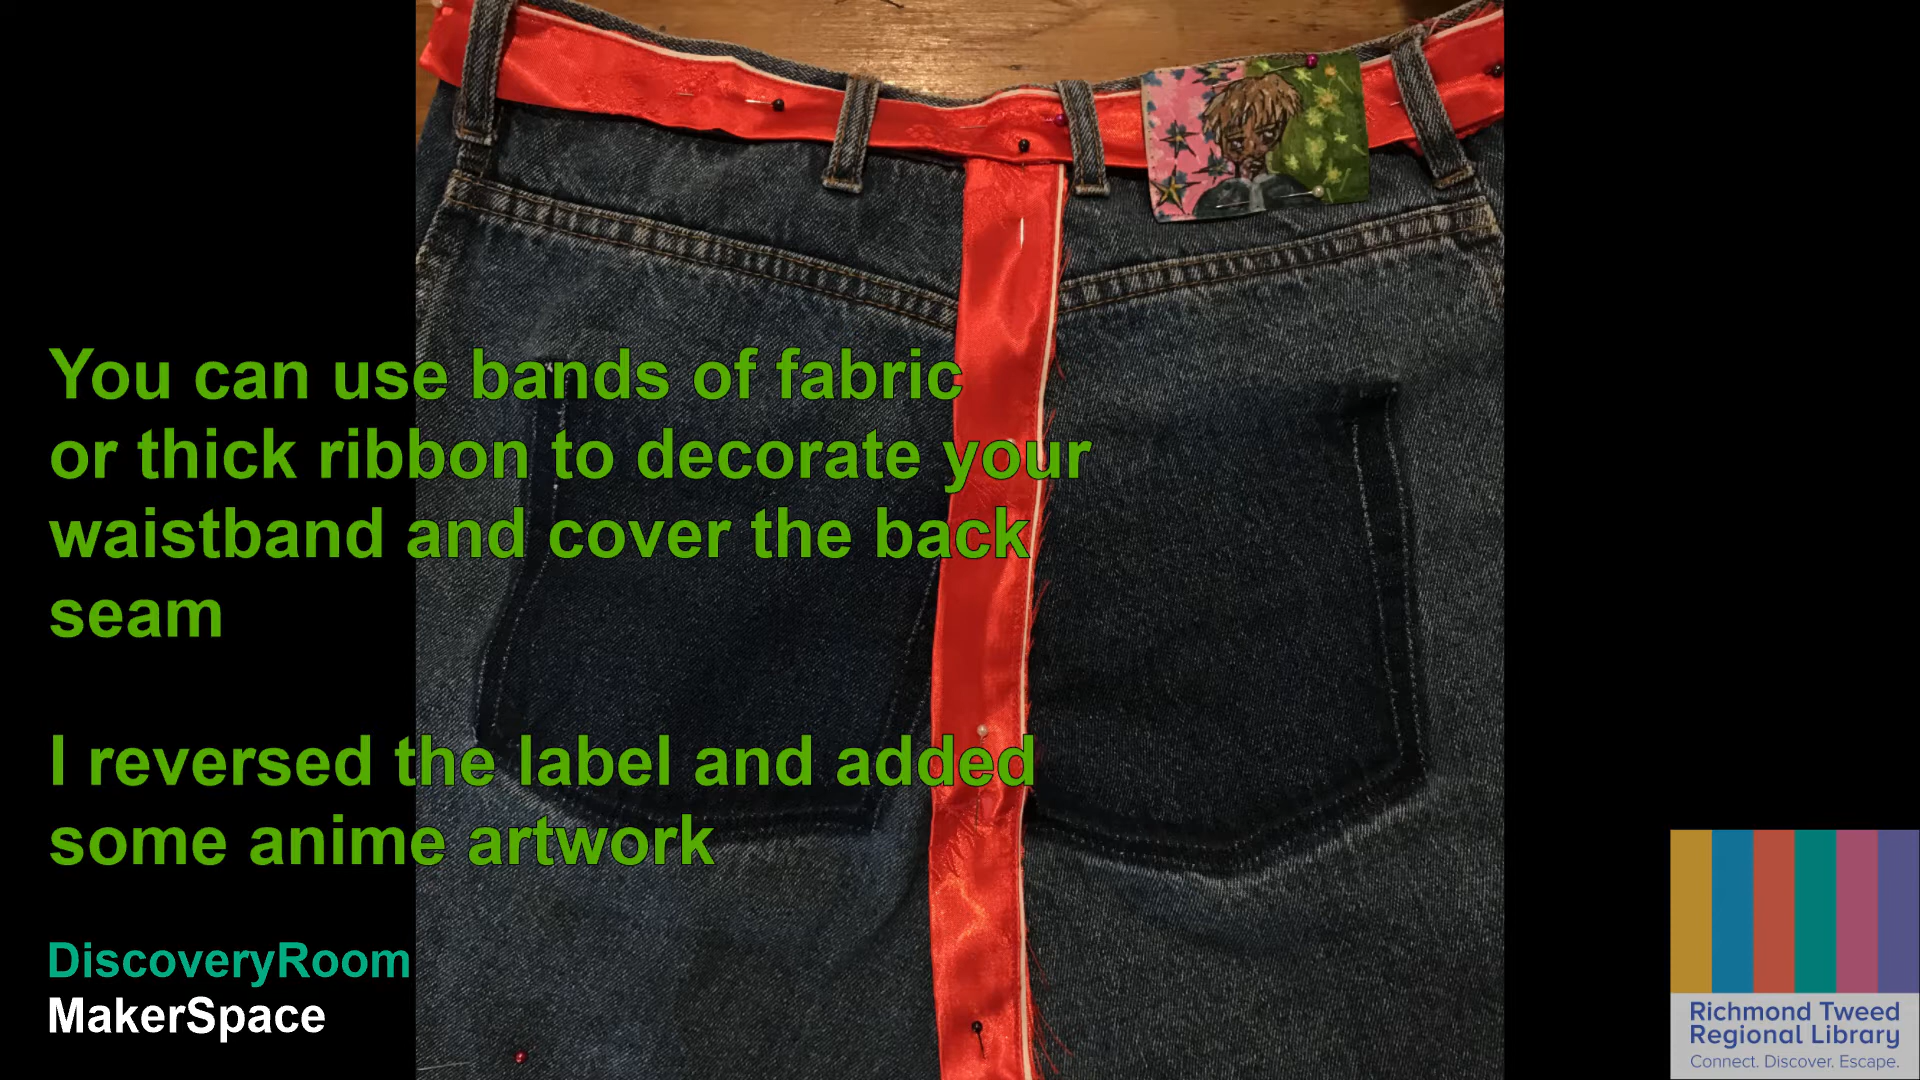 You can use bands of fabric
or thick ribbon to decorate your
waistband and cover the back
seam
I reversed the label and added
some anime artwork
DiscoveryRoom
MakerSpace
Richmond Tweed
Regional Library
Connect. Discover. Escape.